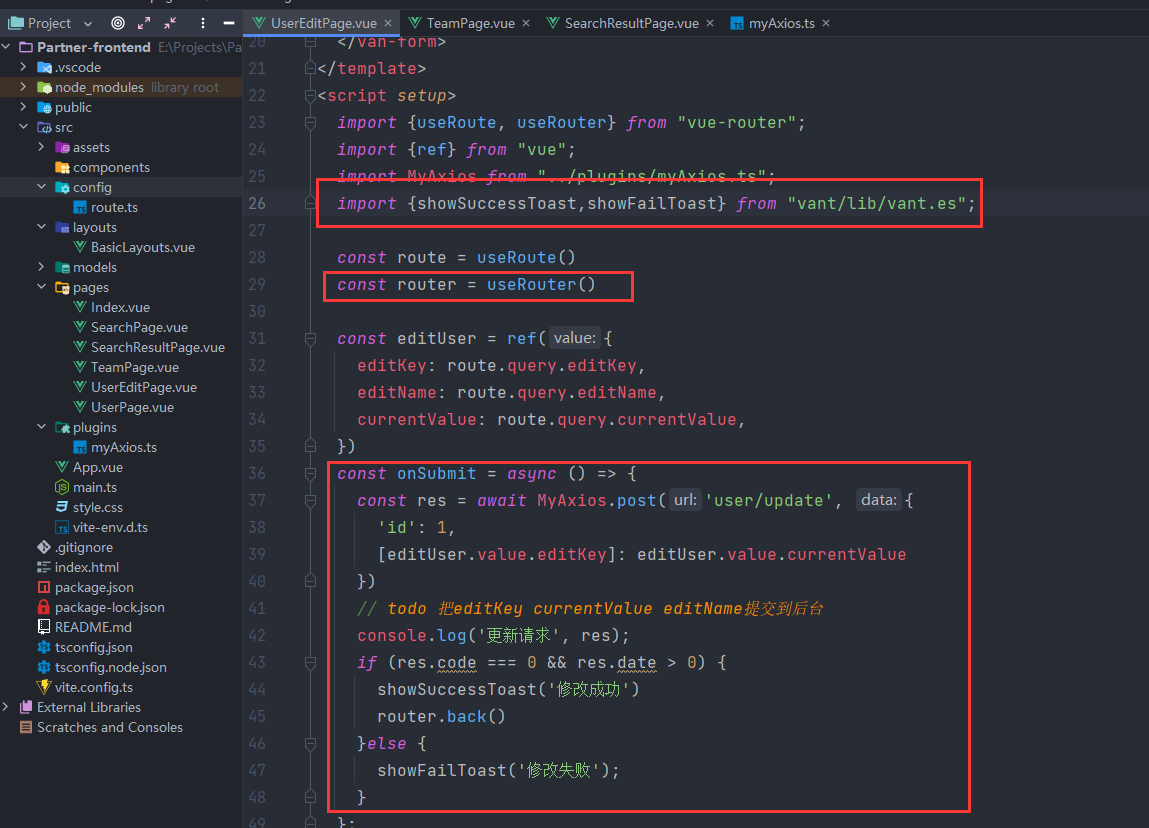 Project
UserEditPage.vue
TeamPage.vue
SearchResultPage.vue
myAxios.ts
Partner-frontend E:\Projects\Pa
.vscode
node_modules library root
public
src
assets
components
config
route.ts
layouts
BasicLayouts.vue
models
pages
Index.vue
SearchPage.vue
SearchResultPage.vue
TeamPage.vue
UserEditPage.vue
UserPage.vue
plugins
myAxios.ts
App.vue
main.ts
style.css
vite-env.d.ts
.gitignore
index.html
package.json
package-lock.json
README.md
tsconfig.json
tsconfig.node.json
vite.config.ts
External Libraries
Scratches and Consoles
20 </van-form>
21 </template>
22 <script setup>
23 import {useRoute, useRouter} from "vue-router";
24 import {ref} from "vue";
25 import MyAxios from "../plugins/myAxios.ts";
26 import {showSuccessToast,showFailToast} from "vant/lib/vant.es";
27
28 const route = useRoute()
29 const router = useRouter()
30
31 const editUser = ref( value: {
32 editKey: route.query.editKey,
33 editName: route.query.editName,
34 currentValue: route.query.currentValue,
35 })
36 const onSubmit = async () => {
37 const res = await MyAxios.post( url: 'user/update', data: {
38 'id': 1,
39 [editUser.value.editKey]: editUser.value.currentValue
40 })
41 // todo 把editKey currentValue editName提交到后台
42 console.log('更新请求', res);
43 if (res.code === 0 && res.date > 0) {
44 showSuccessToast('修改成功')
45 router.back()
46 }else {
47 showFailToast('修改失败');
48 }
49 };